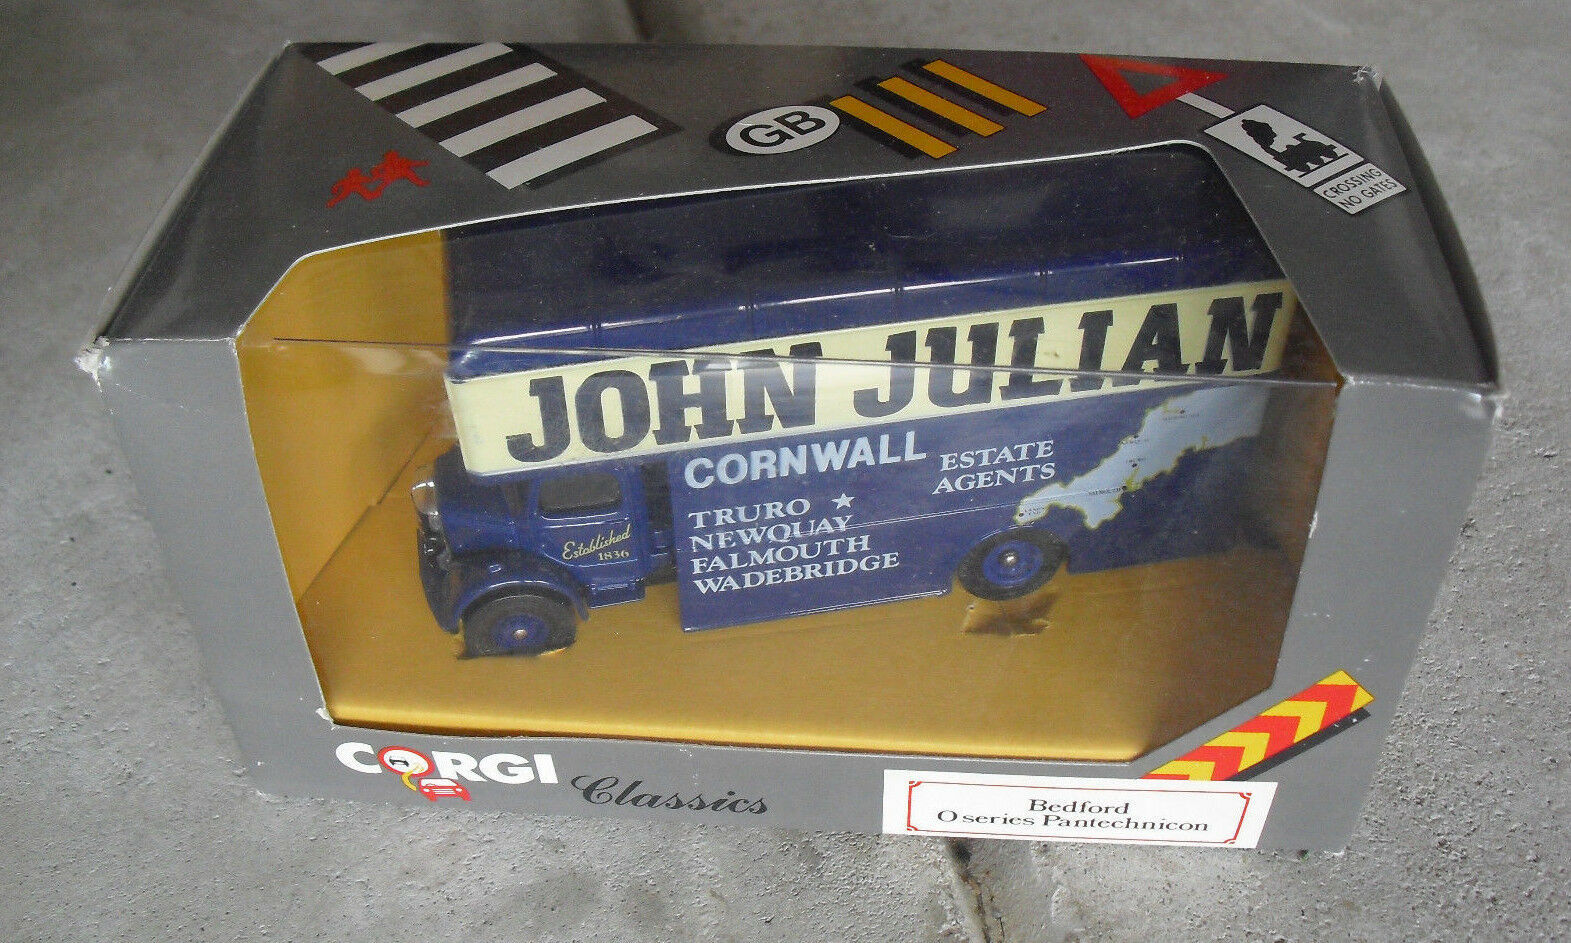 GB
CROSSING
NO GATES
JOHN JULIAN
CORNWALL
ESTATE
AGENTS
TRURO
NEWQUAY
FALMOUTH
WADEBRIDGE
Established
1836
CORGI
Classics
Bedford
O series Pantechnicon